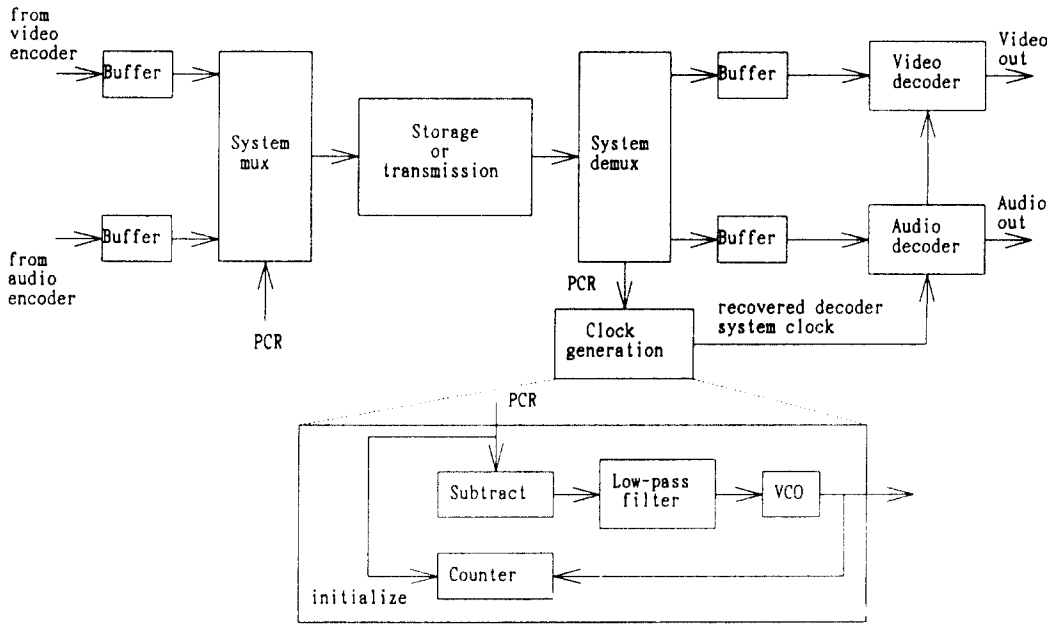 from
video
encoder
Buffer
System
mux
Storage
or
transmission
System
demux
Buffer
Video
decoder
Video
out
Buffer
from
audio
encoder
PCR
Buffer
Audio
decoder
Audio
out
PCR
Clock
generation
recovered decoder
system clock
PCR
Subtract
Low-pass
filter
VCO
Counter
initialize